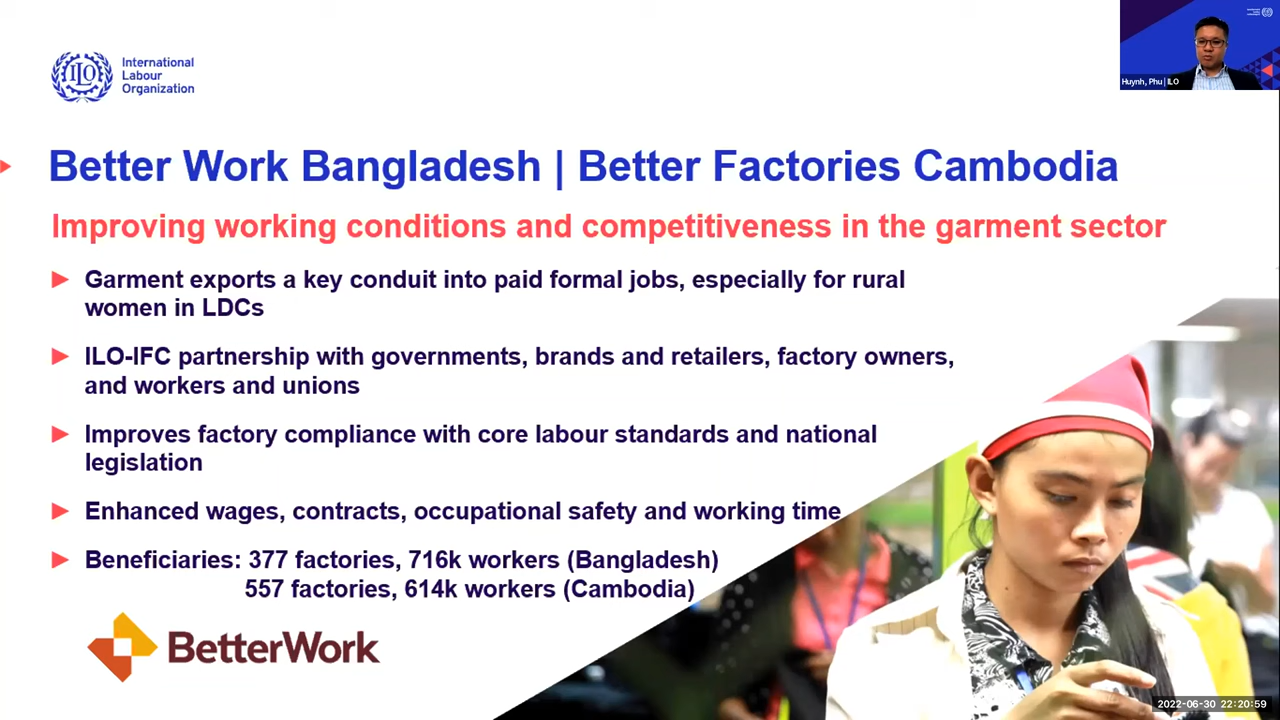 ILO
International
Labour
Organization
Huynh, Phu | ILO
Better Work Bangladesh | Better Factories Cambodia
Improving working conditions and competitiveness in the garment sector
Garment exports a key conduit into paid formal jobs, especially for rural
women in LDCs
ILO-IFC partnership with governments, brands and retailers, factory owners,
and workers and unions
Improves factory compliance with core labour standards and national
legislation
Enhanced wages, contracts, occupational safety and working time
Beneficiaries: 377 factories, 716k workers (Bangladesh)
557 factories, 614k workers (Cambodia)
BetterWork
2022-06-30 22:20:59